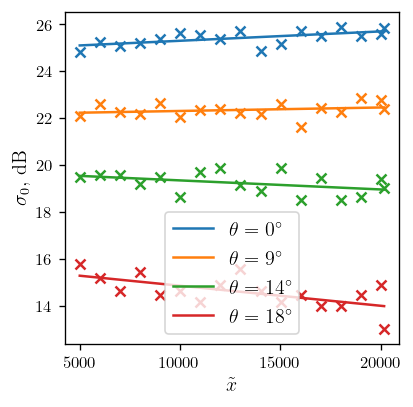 26
24
22
20
18
16
14
σ₀, dB
θ = 0°
θ = 9°
θ = 14°
θ = 18°
5000 10000 15000 20000
x̃